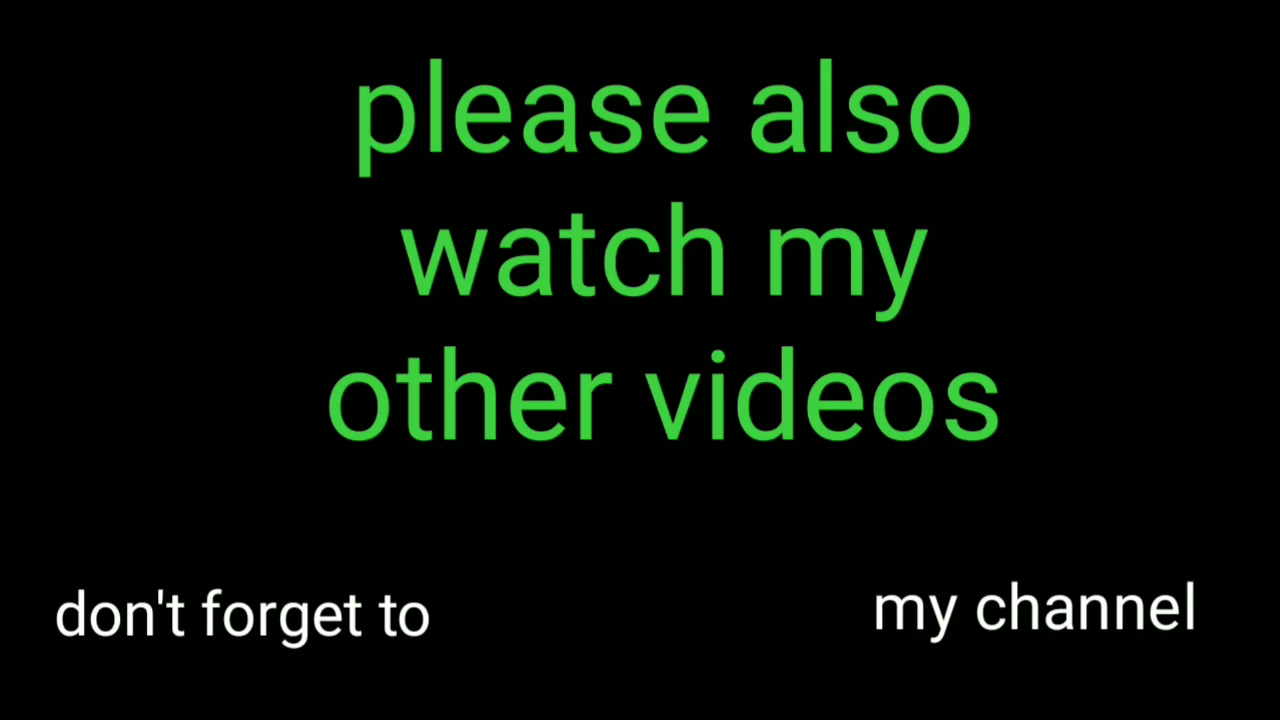 please also
watch my
other videos
don't forget to
my channel